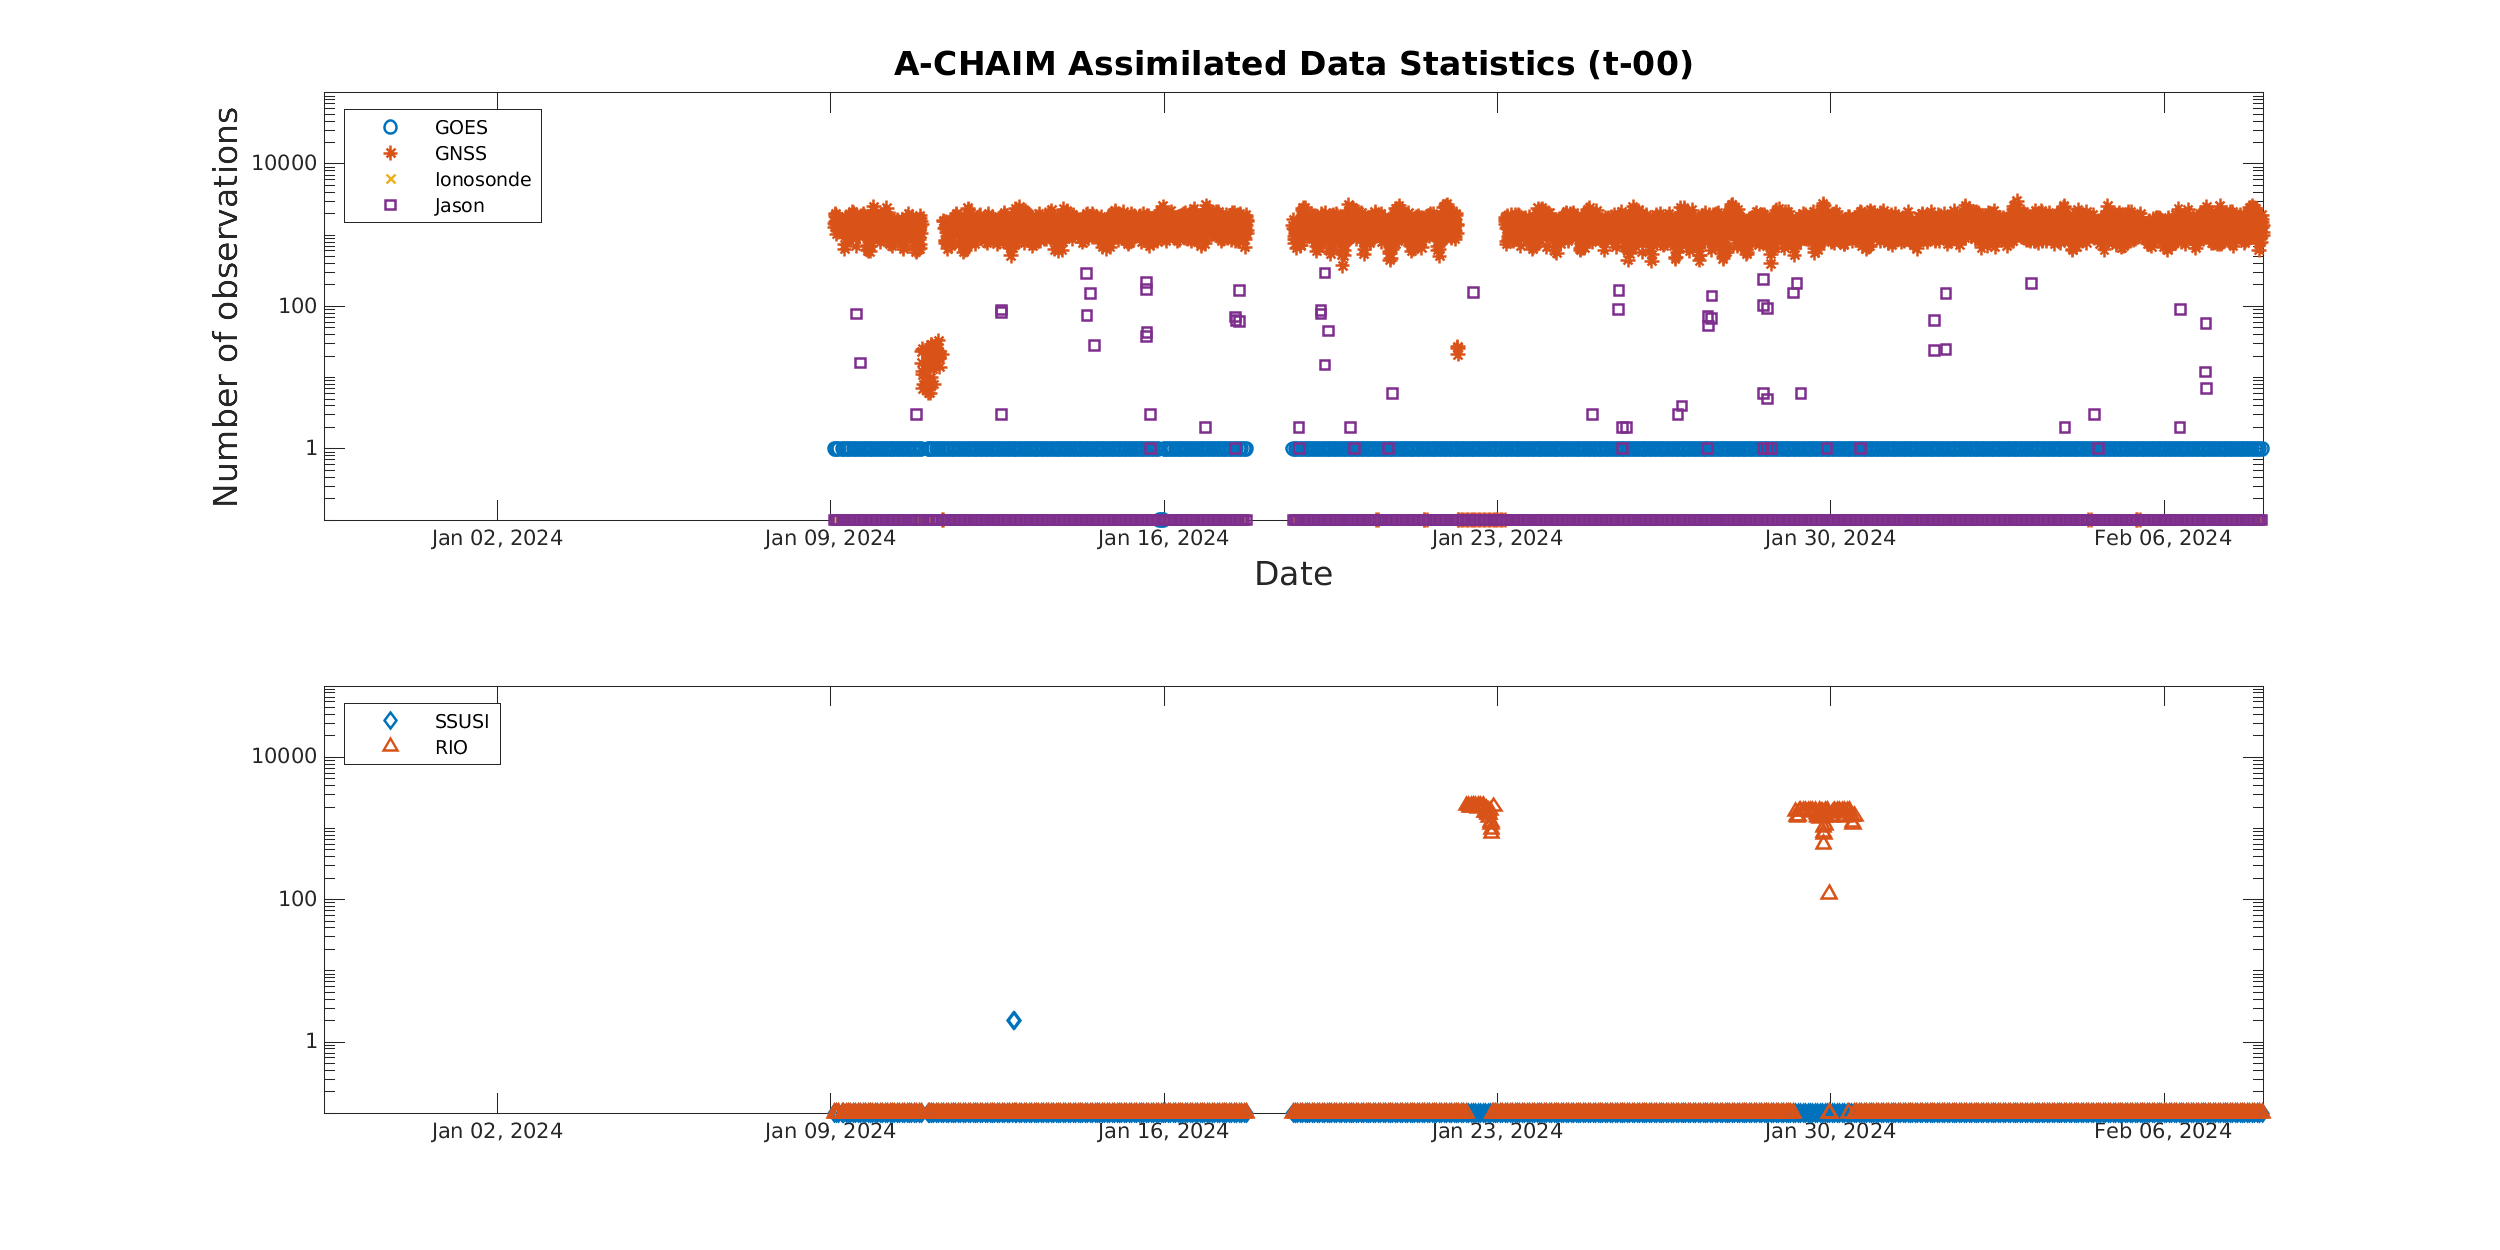 A-CHAIM Assimilated Data Statistics (t-00)
Number of observations
10000
100
1
GOES
GNSS
Ionosonde
Jason
Jan 02, 2024
Jan 09, 2024
Jan 16, 2024
Jan 23, 2024
Jan 30, 2024
Feb 06, 2024
Date
10000
100
1
SSUSI
RIO
Jan 02, 2024
Jan 09, 2024
Jan 16, 2024
Jan 23, 2024
Jan 30, 2024
Feb 06, 2024